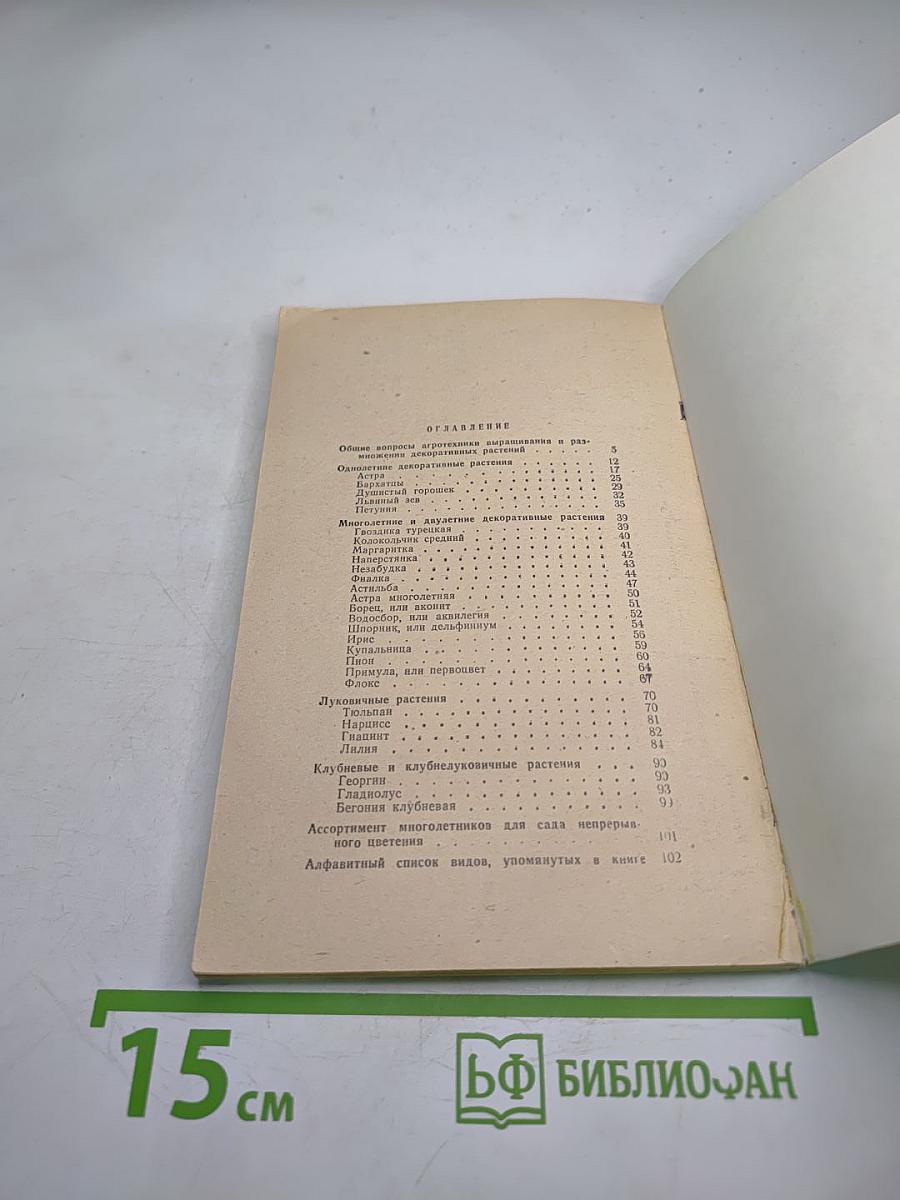 ОГЛАВЛЕНИЕ
Общие вопросы агротехники выращивания и раз-
множения декоративных растений . . . . . 5
Однолетние декоративные растения . . . . . . 12
Астра . . . . . . . . . . . . 17
Бархатцы . . . . . . . . . . . 25
Душистый горошек . . . . . . . . 29
Львиный зев . . . . . . . . . . 32
Петуния . . . . . . . . . . . . 35
Многолетние и двулетние декоративные растения 39
Гвоздика турецкая . . . . . . . . 39
Колокольчик средний . . . . . . . 40
Маргаритка . . . . . . . . . . 41
Наперстянка . . . . . . . . . . 42
Незабудка . . . . . . . . . . . 43
Фиалка . . . . . . . . . . . . 44
Астильба . . . . . . . . . . . 47
Астра многолетняя . . . . . . . . 50
Борец, или аконит . . . . . . . . 51
Водосбор, или аквилегия . . . . . . 52
Шпорник, или дельфиниум . . . . . . 54
Ирис . . . . . . . . . . . . . 56
Купальница . . . . . . . . . . 59
Пион . . . . . . . . . . . . . 60
Примула, или первоцвет . . . . . . . 64
Флокс . . . . . . . . . . . . 67
Луковичные растения . . . . . . . . . 70
Тюльпан . . . . . . . . . . . 70
Нарцисс . . . . . . . . . . . 81
Гиацинт . . . . . . . . . . . 82
Лилия . . . . . . . . . . . . 84
Клубневые и клубнелуковичные растения . . . 90
Георгин . . . . . . . . . . . 90
Гладиолус . . . . . . . . . . 93
Бегония клубневая . . . . . . . . 9
Ассортимент многолетников для сада непрерыв-
ного цветения . . . . . . . . . . 101
Алфавитный список видов, упомянутых в книге 102
15 см
БФ БИБЛИОФАН